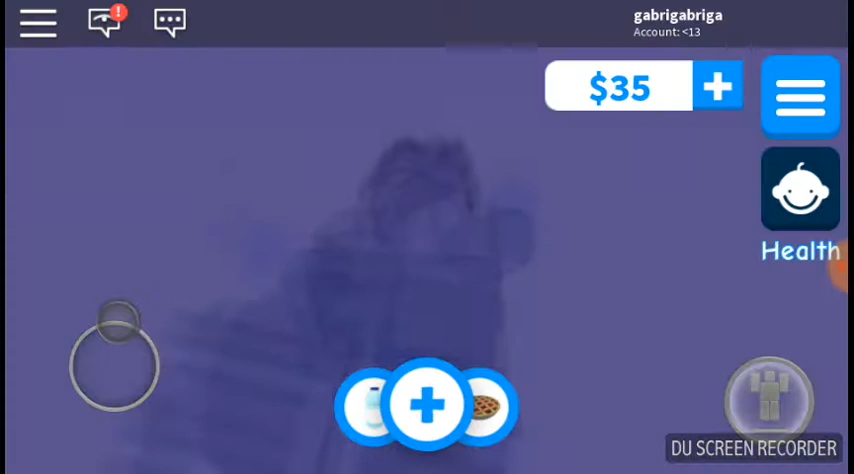 gabrigabriga
Account: <13
$35
Health
DU SCREEN RECORDER